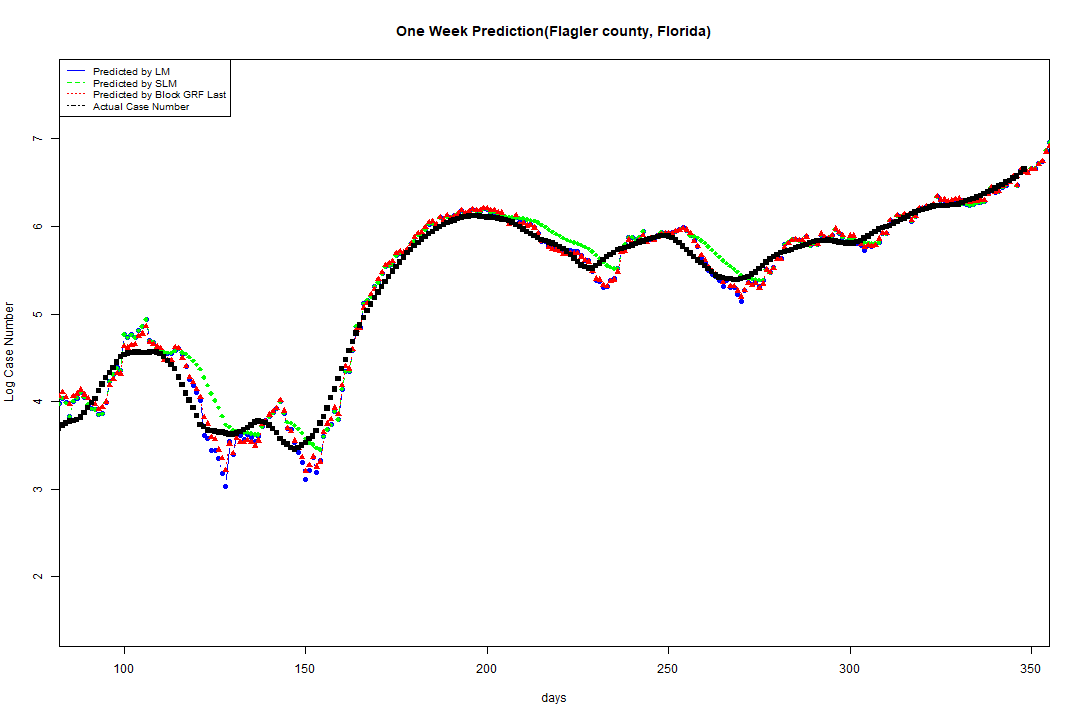 One Week Prediction(Flagler county, Florida)
Predicted by LM
Predicted by SLM
Predicted by Block GRF Last
Actual Case Number
Log Case Number
7
6
5
4
3
2
100 150 200 250 300 350
days